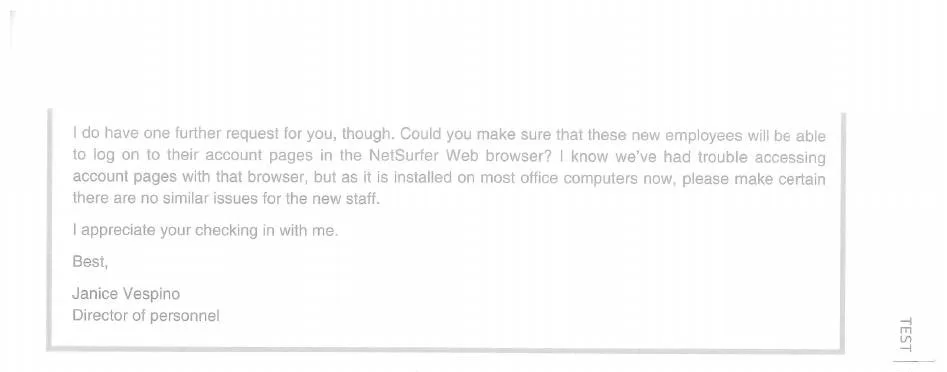 I do have one further request for you, though. Could you make sure that these new employees will be able
to log on to their account pages in the NetSurfer Web browser? I know we've had trouble accessing
account pages with that browser, but as it is installed on most office computers now, please make certain
there are no similar issues for the new staff.
I appreciate your checking in with me.
Best,
Janice Vespino
Director of personnel
TEST